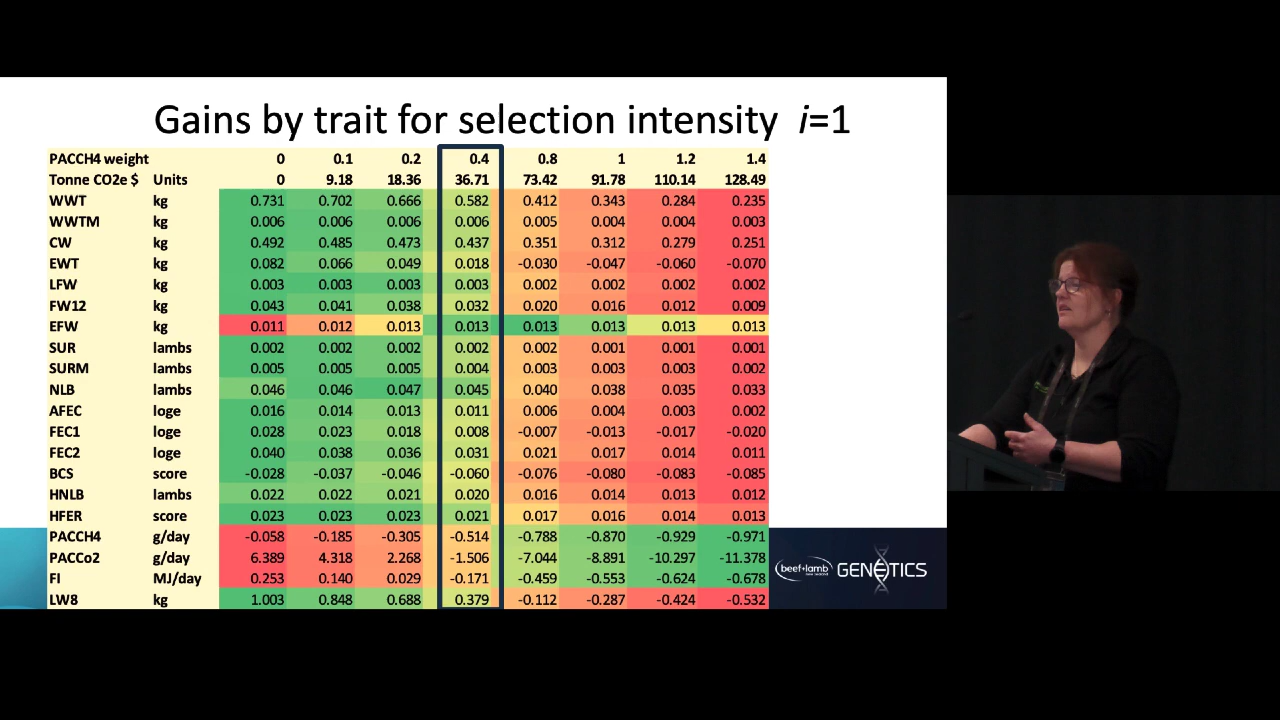 Gains by trait for selection intensity i=1
PACCH4 weight 0 0.1 0.2 0.4 0.8 1 1.2 1.4
Tonne CO2e $ Units 0 9.18 18.36 36.71 73.42 91.78 110.14 128.49
WWT kg 0.731 0.702 0.666 0.582 0.412 0.343 0.284 0.235
WWTM kg 0.006 0.006 0.006 0.006 0.005 0.004 0.004 0.003
CW kg 0.492 0.485 0.473 0.437 0.351 0.312 0.279 0.251
EWT kg 0.082 0.066 0.049 0.018 -0.030 -0.047 -0.060 -0.070
LFW kg 0.003 0.003 0.003 0.003 0.002 0.002 0.002 0.002
FW12 kg 0.043 0.041 0.038 0.032 0.020 0.016 0.012 0.009
EFW kg 0.011 0.012 0.013 0.013 0.013 0.013 0.013 0.013
SUR lambs 0.002 0.002 0.002 0.002 0.002 0.001 0.001 0.001
SURM lambs 0.005 0.005 0.005 0.004 0.003 0.003 0.003 0.002
NLB lambs 0.046 0.046 0.047 0.045 0.040 0.038 0.035 0.033
AFEC loge 0.016 0.014 0.013 0.011 0.006 0.004 0.003 0.002
FEC1 loge 0.028 0.023 0.018 0.008 -0.007 -0.013 -0.017 -0.020
FEC2 loge 0.040 0.038 0.036 0.031 0.021 0.017 0.014 0.011
BCS score -0.028 -0.037 -0.046 -0.060 -0.076 -0.080 -0.083 -0.085
HNLB lambs 0.022 0.022 0.021 0.020 0.016 0.014 0.013 0.012
HFER score 0.023 0.023 0.023 0.021 0.017 0.016 0.014 0.013
PACCH4 g/day -0.058 -0.185 -0.305 -0.514 -0.788 -0.870 -0.929 -0.971
PACCo2 g/day 6.389 4.318 2.268 -1.506 -7.044 -8.891 -10.297 -11.378
FI MJ/day 0.253 0.140 0.029 -0.171 -0.459 -0.553 -0.624 -0.678
LW8 kg 1.003 0.848 0.688 0.379 -0.112 -0.287 -0.424 -0.532
beef+lamb GENETICS